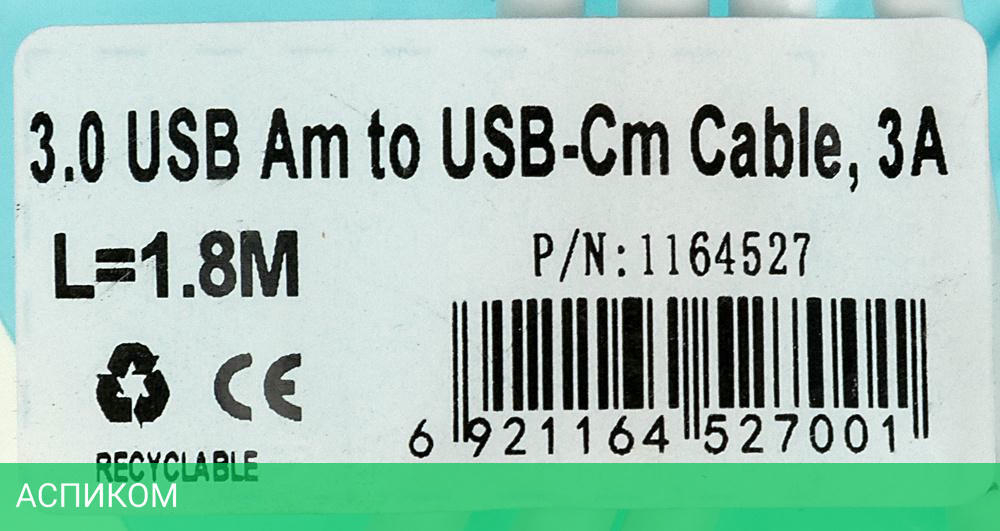 3.0 USB Am to USB-Cm Cable, 3A
L=1.8M
P/N:1164527
CE
6 921164 527001
RECYCLABLE
АСПИКОМ